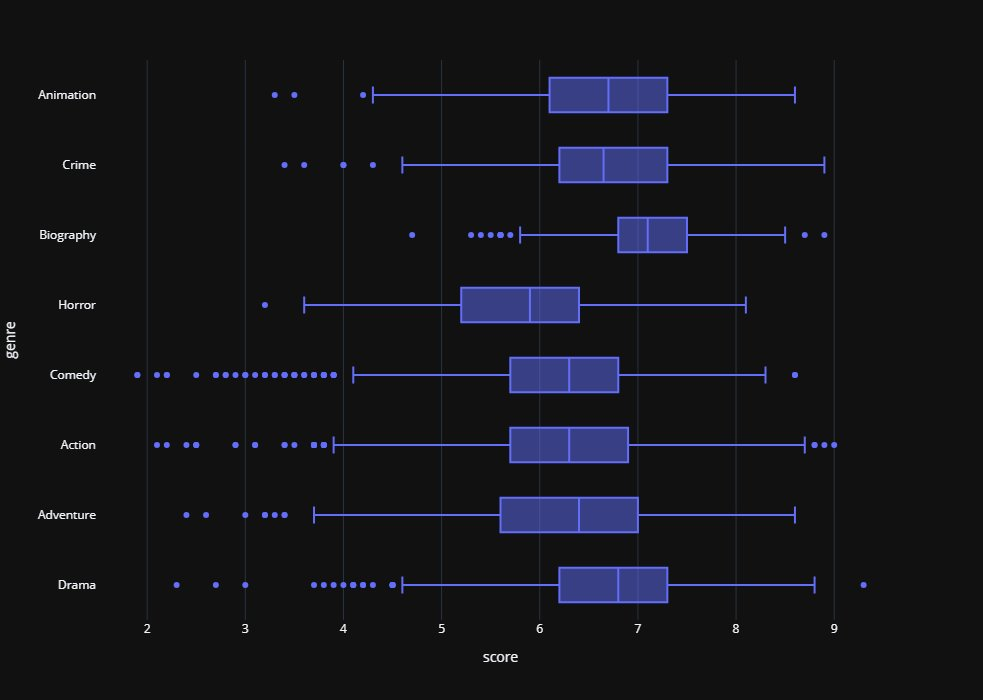 Animation
Crime
Biography
Horror
genre
Comedy
Action
Adventure
Drama
2 3 4 5 6 7 8 9
score